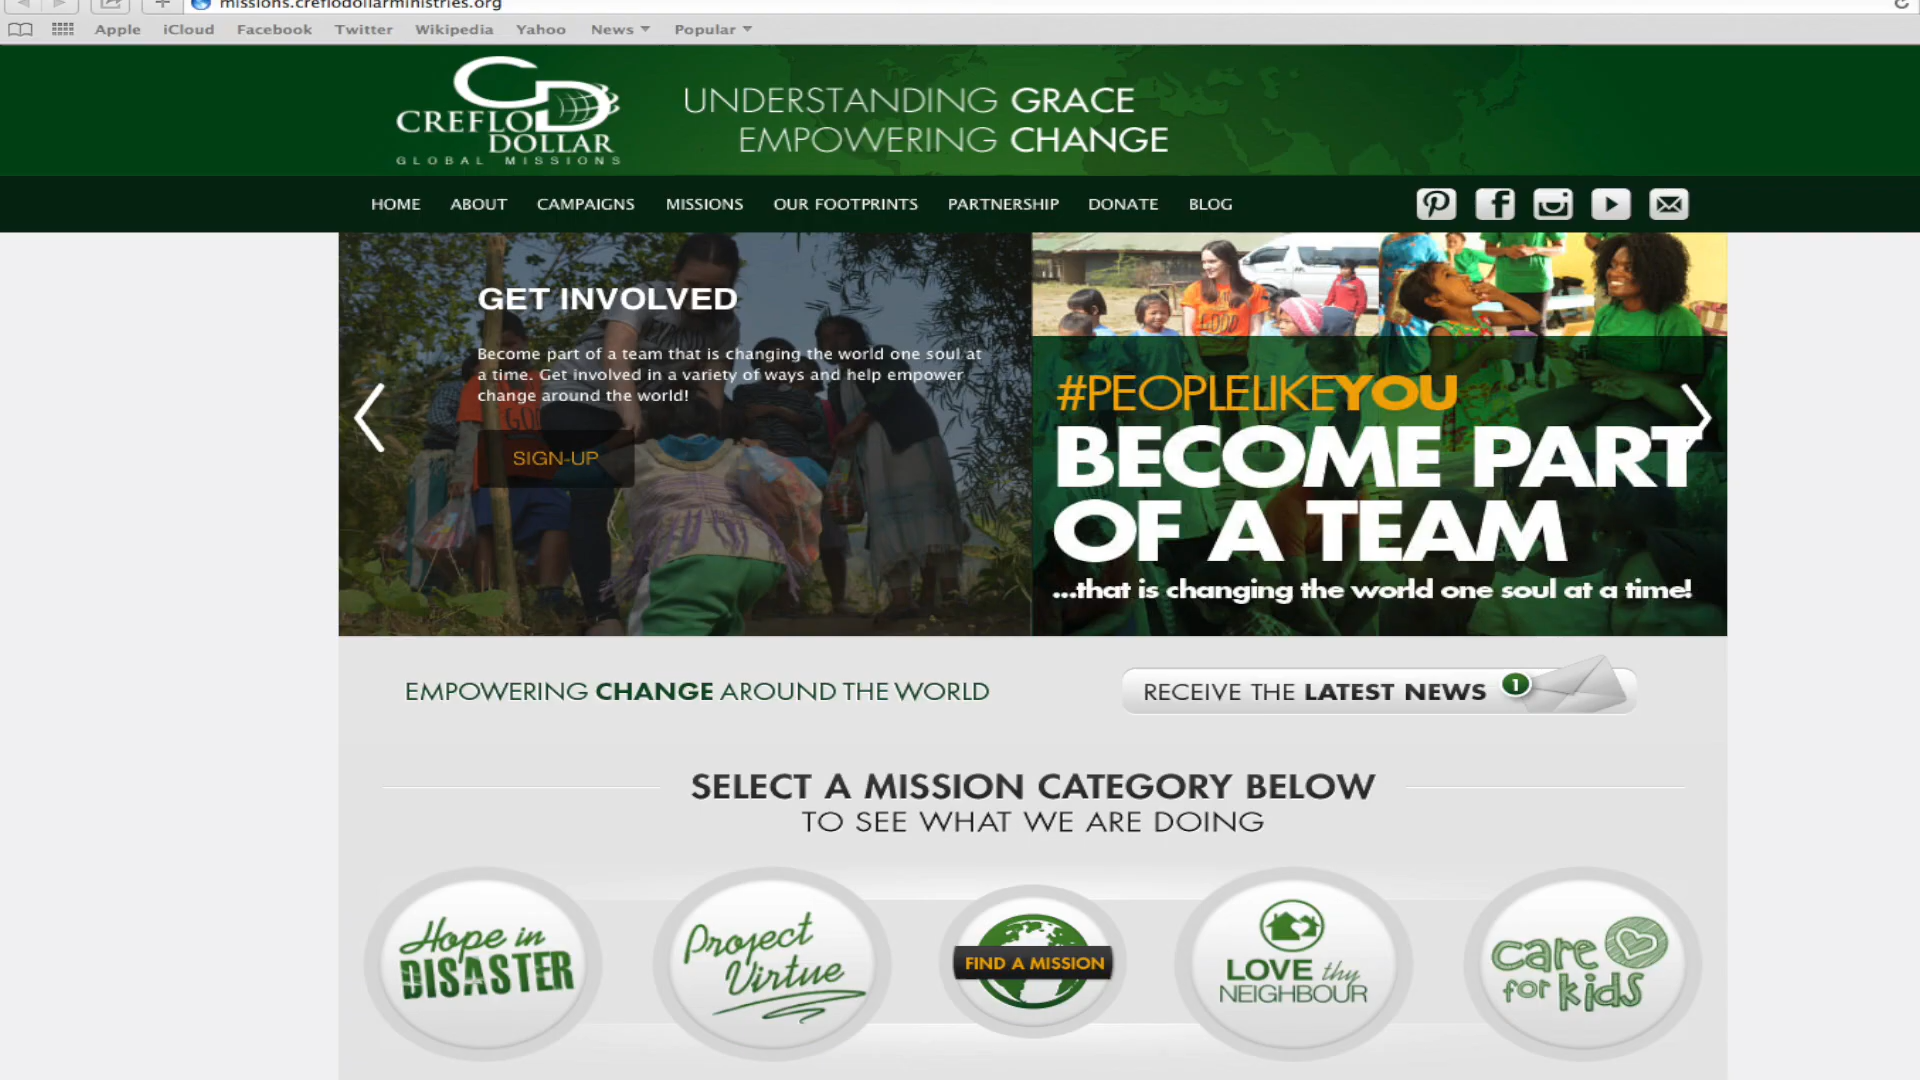 missions.creflodollarministries.org
Apple iCloud Facebook Twitter Wikipedia Yahoo News Popular
CREFLO
DOLLAR
GLOBAL MISSIONS
UNDERSTANDING GRACE
EMPOWERING CHANGE
HOME ABOUT CAMPAIGNS MISSIONS OUR FOOTPRINTS PARTNERSHIP DONATE BLOG
GET INVOLVED
Become part of a team that is changing the world one soul at
a time. Get involved in a variety of ways and help empower
change around the world!
SIGN-UP
#PEOPLELIKEYOU
BECOME PART
OF A TEAM
...that is changing the world one soul at a time!
EMPOWERING CHANGE AROUND THE WORLD
RECEIVE THE LATEST NEWS 1
SELECT A MISSION CATEGORY BELOW
TO SEE WHAT WE ARE DOING
Hope in
DISASTER
Project
Virtue
FIND A MISSION
LOVE thy
NEIGHBOUR
care
for kids